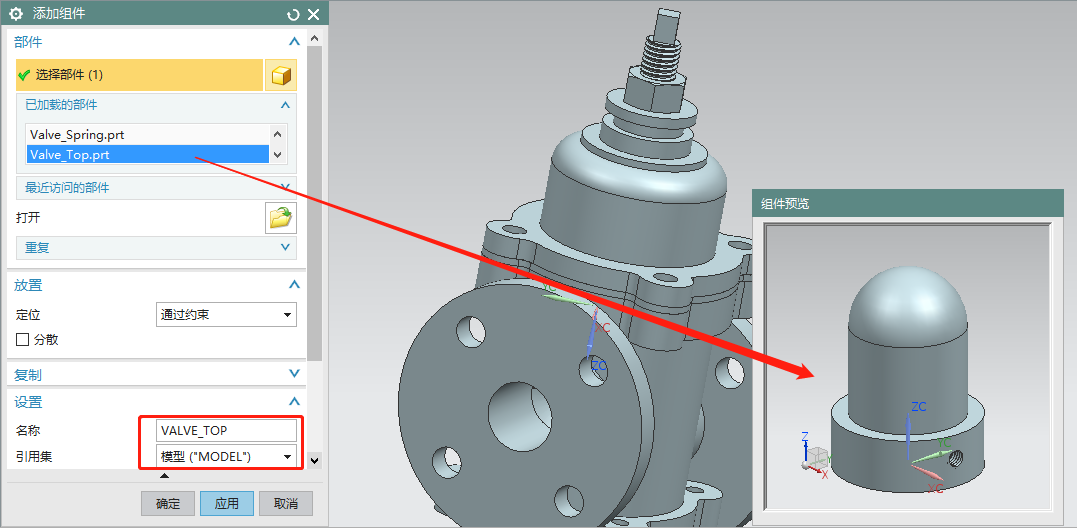 添加组件
部件
选择部件 (1)
已加载的部件
Valve_Spring.prt
Valve_Top.prt
最近访问的部件
打开
重复
放置
定位
通过约束
分散
复制
设置
名称
VALVE_TOP
引用集
模型 ("MODEL")
确定
应用
取消
YC
XC
ZC
组件预览
ZC
YC
XC
Z
Y
X